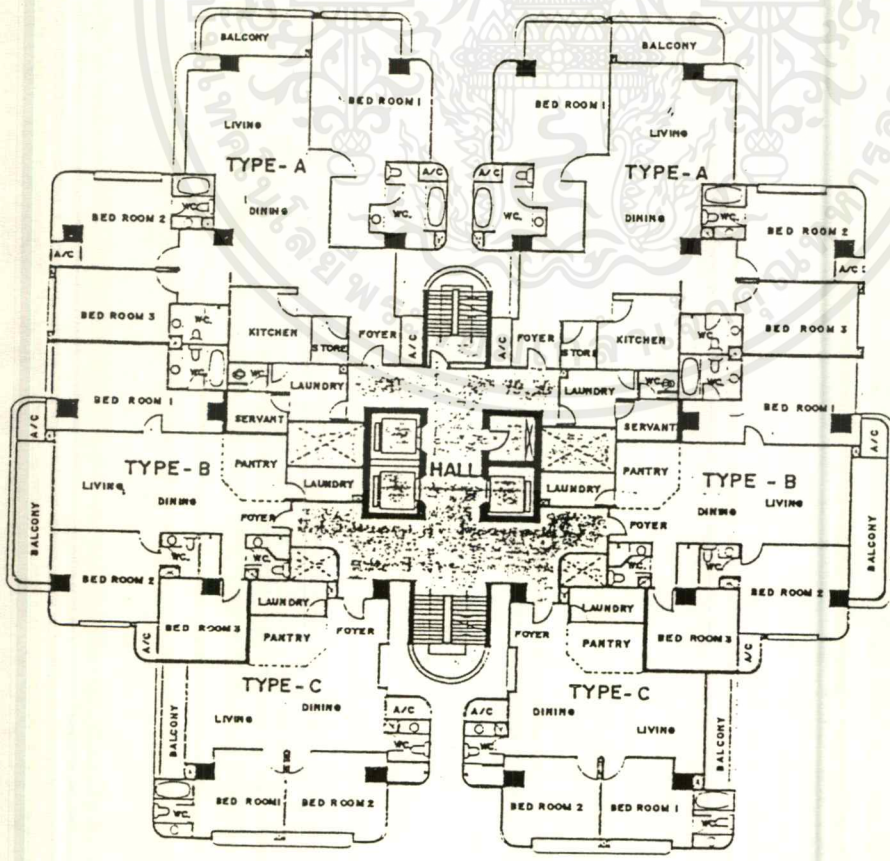 BALCONY BALCONY
BED ROOM 1 BED ROOM 1
LIVING LIVING
TYPE-A TYPE-A
A/C A/C
WC. WC.
BED ROOM 2 DINING WC. WC. DINING BED ROOM 2
A/C A/C
BED ROOM 3 WC. WC. BED ROOM 3
KITCHEN STORE FOYER A/C A/C FOYER STORE KITCHEN
WC. WC. LAUNDRY LAUNDRY WC. WC.
BED ROOM 1 BED ROOM 1
A/C SERVANT SERVANT A/C
TYPE-B PANTRY HALL PANTRY TYPE-B
LIVING DINING LAUNDRY LAUNDRY DINING LIVING
BALCONY FOYER FOYER BALCONY
WC. WC. WC. WC.
BED ROOM 2 BED ROOM 2
LAUNDRY LAUNDRY
A/C BED ROOM 3 PANTRY FOYER FOYER PANTRY BED ROOM 3 A/C
TYPE-C TYPE-C
BALCONY LIVING DINING A/C A/C DINING LIVING BALCONY
WC. WC.
WC. BED ROOM 1 BED ROOM 2 BED ROOM 2 BED ROOM 1 WC.